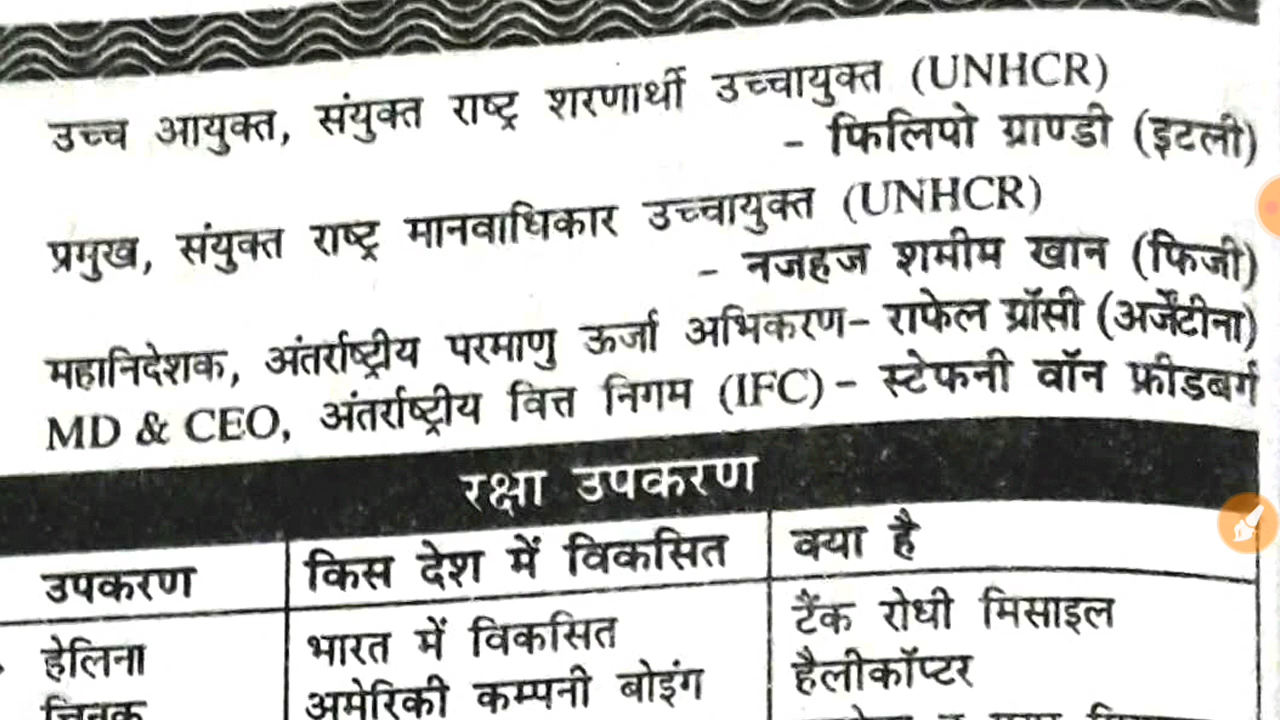 उच्च आयुक्त, संयुक्त राष्ट्र शरणार्थी उच्चायुक्त (UNHCR)
- फिलिपो ग्राण्डी (इटली)
प्रमुख, संयुक्त राष्ट्र मानवाधिकार उच्चायुक्त (UNHCR)
- नजहज शमीम खान (फिजी)
महानिदेशक, अंतर्राष्ट्रीय परमाणु ऊर्जा अभिकरण- राफेल ग्रॉसी (अर्जेंटीना)
MD & CEO, अंतर्राष्ट्रीय वित्त निगम (IFC) - स्टेफनी वॉन फ्रीडबर्ग
रक्षा उपकरण
उपकरण किस देश में विकसित क्या है
हेलिना भारत में विकसित टैंक रोधी मिसाइल
चिनूक अमेरिकी कम्पनी बोइंग हैलीकॉप्टर